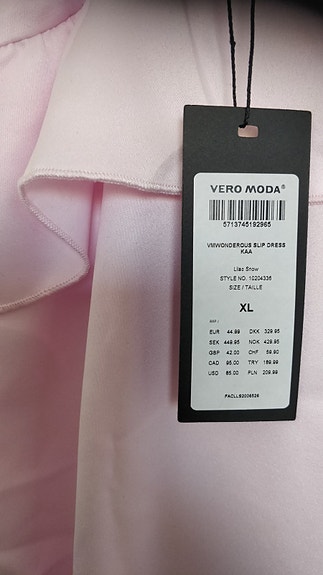 VERO MODA®
5713745192965
VMWONDEROUS SLIP DRESS
KAA
Lilac Snow
STYLE NO. 10204336
SIZE / TAILLE
XL
EUR 44.99 DKK 329.95
SEK 449.95 NOK 429.95
GBP 42.00 CHF 59.90
CAD 95.00 TRY 189.99
USD 85.00 PLN 209.99